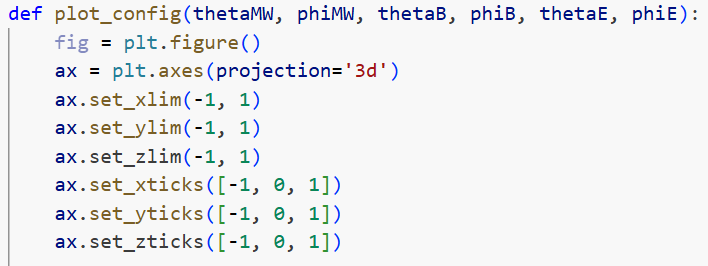 def plot_config(thetaMW, phiMW, thetaB, phiB, thetaE, phiE):
    fig = plt.figure()
    ax = plt.axes(projection='3d')
    ax.set_xlim(-1, 1)
    ax.set_ylim(-1, 1)
    ax.set_zlim(-1, 1)
    ax.set_xticks([-1, 0, 1])
    ax.set_yticks([-1, 0, 1])
    ax.set_zticks([-1, 0, 1])